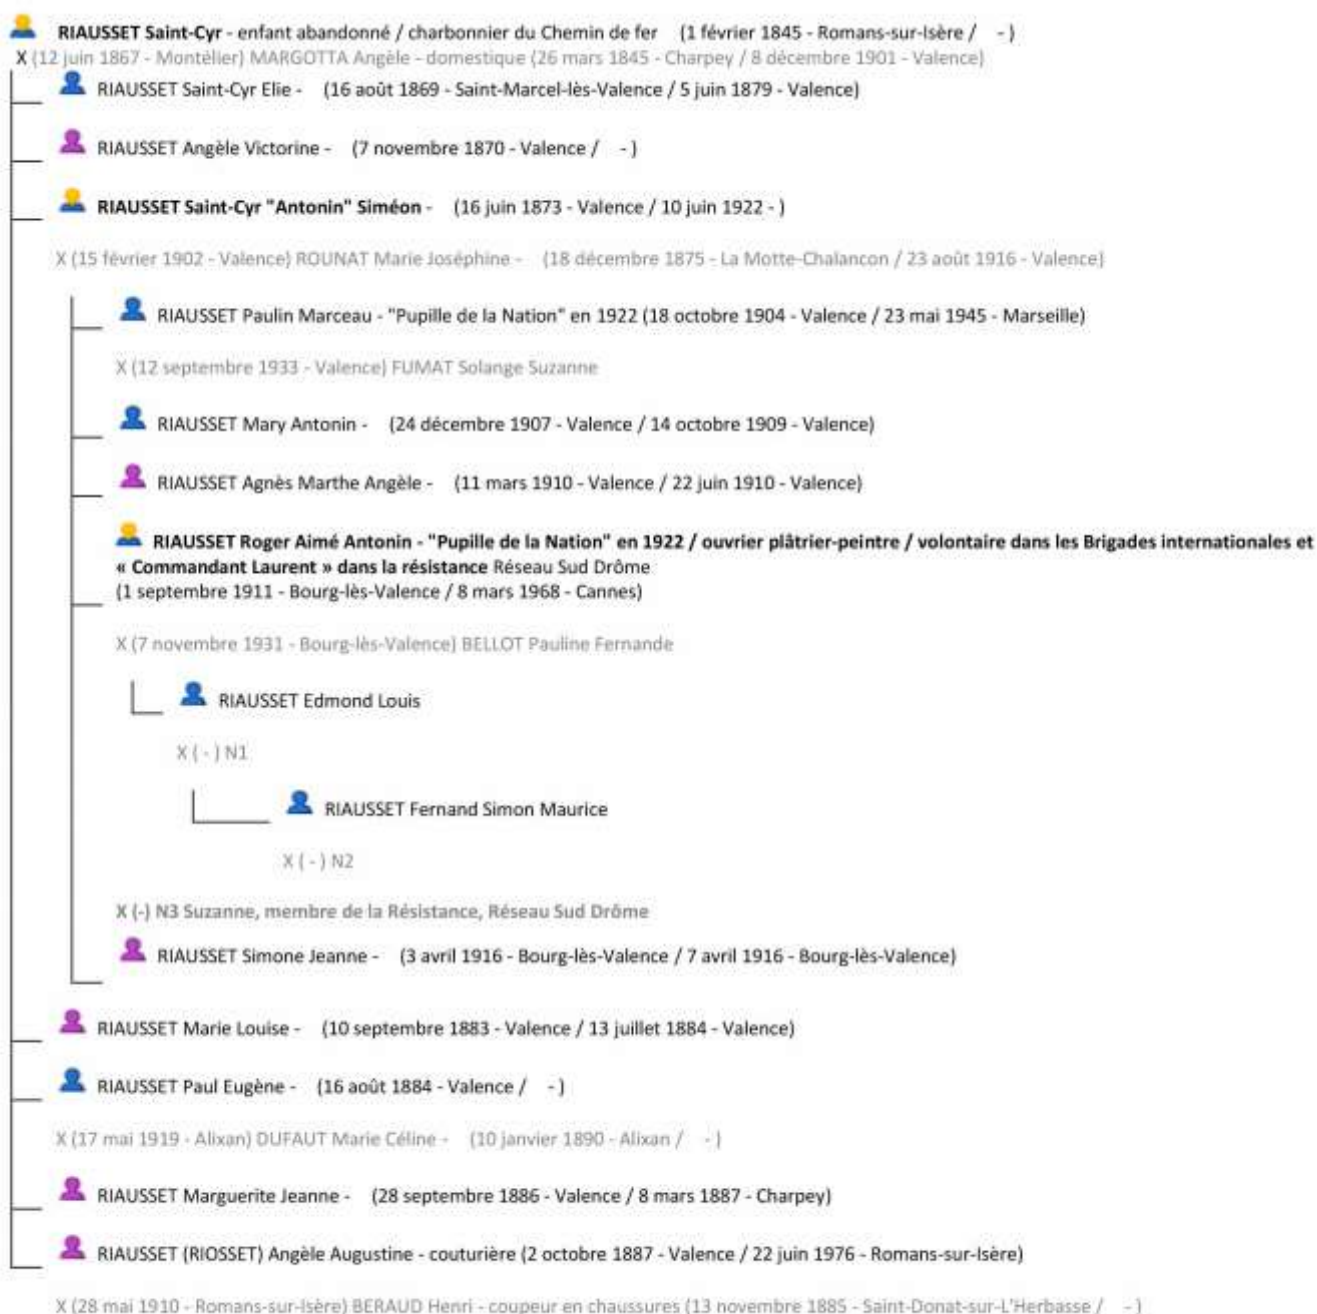 RIAUSSET Saint-Cyr - enfant abandonné / charbonnier du Chemin de fer (1 février 1845 - Romans-sur-Isère / - )
X (12 juin 1867 - Montélier) MARGOTTA Angèle - domestique (26 mars 1845 - Charpey / 8 décembre 1901 - Valence)
RIAUSSET Saint-Cyr Elie - (16 août 1869 - Saint-Marcel-lès-Valence / 5 juin 1879 - Valence)
RIAUSSET Angèle Victorine - (7 novembre 1870 - Valence / - )
RIAUSSET Saint-Cyr "Antonin" Siméon - (16 juin 1873 - Valence / 10 juin 1922 - )
X (15 février 1902 - Valence) ROUNAT Marie Joséphine - (18 décembre 1875 - La Motte-Chalancon / 23 août 1916 - Valence)
RIAUSSET Paulin Marceau - "Pupille de la Nation" en 1922 (18 octobre 1904 - Valence / 23 mai 1945 - Marseille)
X (12 septembre 1933 - Valence) FUMAT Solange Suzanne
RIAUSSET Mary Antonin - (24 décembre 1907 - Valence / 14 octobre 1909 - Valence)
RIAUSSET Agnès Marthe Angèle - (11 mars 1910 - Valence / 22 juin 1910 - Valence)
RIAUSSET Roger Aimé Antonin - "Pupille de la Nation" en 1922 / ouvrier plâtrier-peintre / volontaire dans les Brigades internationales et
« Commandant Laurent » dans la résistance Réseau Sud Drôme
(1 septembre 1911 - Bourg-lès-Valence / 8 mars 1968 - Cannes)
X (7 novembre 1931 - Bourg-lès-Valence) BELLOT Pauline Fernande
RIAUSSET Edmond Louis
X ( - ) N1
RIAUSSET Fernand Simon Maurice
X ( - ) N2
X (-) N3 Suzanne, membre de la Résistance, Réseau Sud Drôme
RIAUSSET Simone Jeanne - (3 avril 1916 - Bourg-lès-Valence / 7 avril 1916 - Bourg-lès-Valence)
RIAUSSET Marie Louise - (10 septembre 1883 - Valence / 13 juillet 1884 - Valence)
RIAUSSET Paul Eugène - (16 août 1884 - Valence / - )
X (17 mai 1919 - Alixan) DUFAUT Marie Céline - (10 janvier 1890 - Alixan / - )
RIAUSSET Marguerite Jeanne - (28 septembre 1886 - Valence / 8 mars 1887 - Charpey)
RIAUSSET (RIOSSET) Angèle Augustine - couturière (2 octobre 1887 - Valence / 22 juin 1976 - Romans-sur-Isère)
X (28 mai 1910 - Romans-sur-Isère) BERAUD Henri - coupeur en chaussures (13 novembre 1885 - Saint-Donat-sur-L'Herbasse / - )